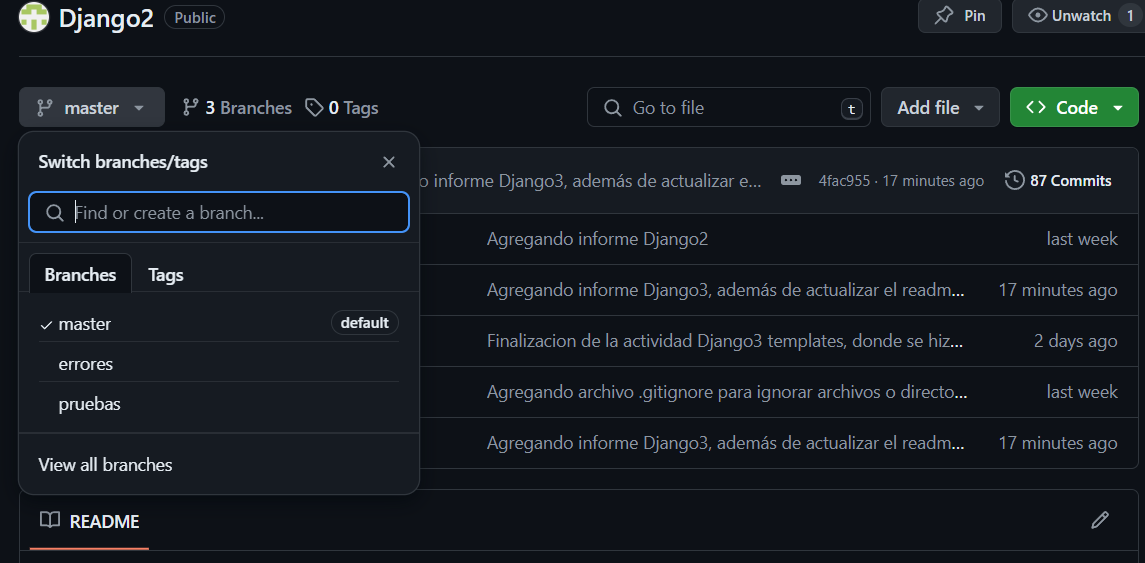 Django2 Public Pin Unwatch 1
master 3 Branches 0 Tags Go to file t Add file Code
Switch branches/tags
Find or create a branch...
Branches Tags
master default
errores
pruebas
View all branches
o informe Django3, además de actualizar e... 4fac955 · 17 minutes ago 87 Commits
Agregando informe Django2 last week
Agregando informe Django3, además de actualizar el readm... 17 minutes ago
Finalizacion de la actividad Django3 templates, donde se hiz... 2 days ago
Agregando archivo .gitignore para ignorar archivos o directo... last week
Agregando informe Django3, además de actualizar el readm... 17 minutes ago
README